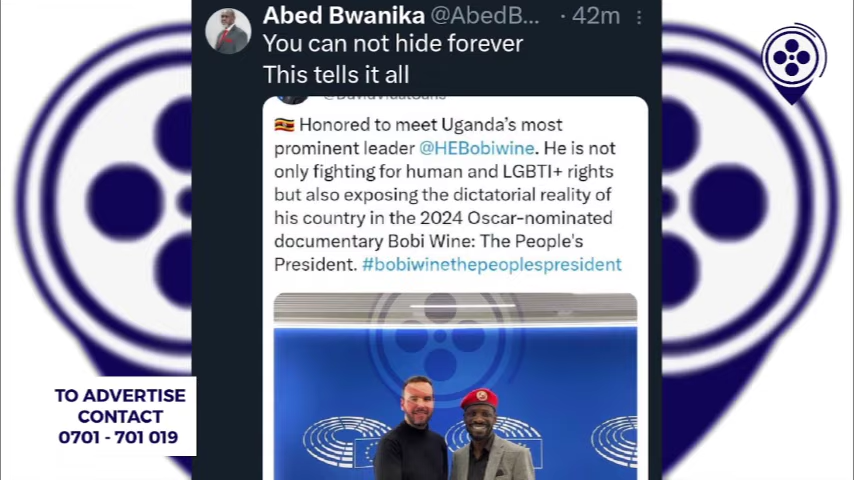 Abed Bwanika @AbedB... · 42m
You can not hide forever
This tells it all
Honored to meet Uganda's most
prominent leader @HEBobiwine. He is not
only fighting for human and LGBTI+ rights
but also exposing the dictatorial reality of
his country in the 2024 Oscar-nominated
documentary Bobi Wine: The People's
President. #bobiwinethepeoplespresident
TO ADVERTISE
CONTACT
0701 - 701 019